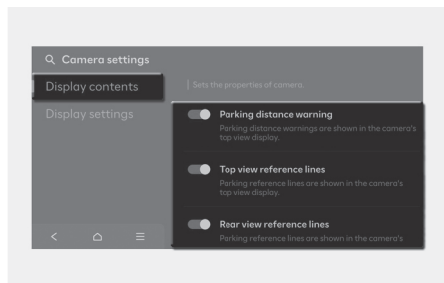 Camera settings
Display contents
Sets the properties of camera.
Display settings
Parking distance warning
Parking distance warnings are shown in the camera's
top view display.
Top view reference lines
Parking reference lines are shown in the camera's
top view display.
Rear view reference lines
Parking reference lines are shown in the camera's